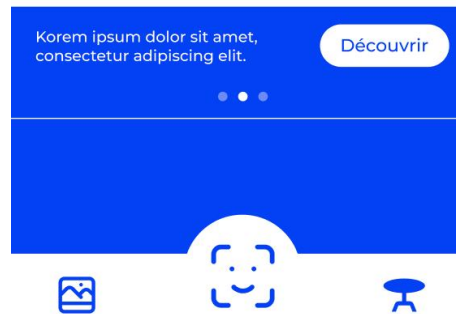 Korem ipsum dolor sit amet,
consectetur adipiscing elit.
Découvrir